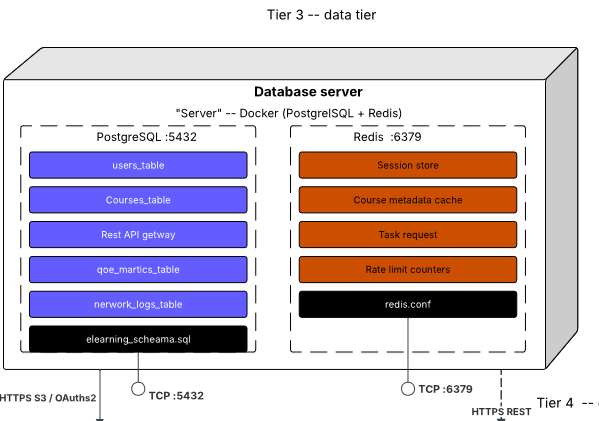 Tier 3 -- data tier
Database server
"Server" -- Docker (PostgrelSQL + Redis)
PostgreSQL :5432
users_table
Courses_table
Rest API getway
qoe_martics_table
nerwork_logs_table
elearning_scheama.sql
Redis :6379
Session store
Course metadata cache
Task request
Rate limit counters
redis.conf
TCP :5432
TCP :6379
HTTPS S3 / OAuths2
HTTPS REST
Tier 4 --